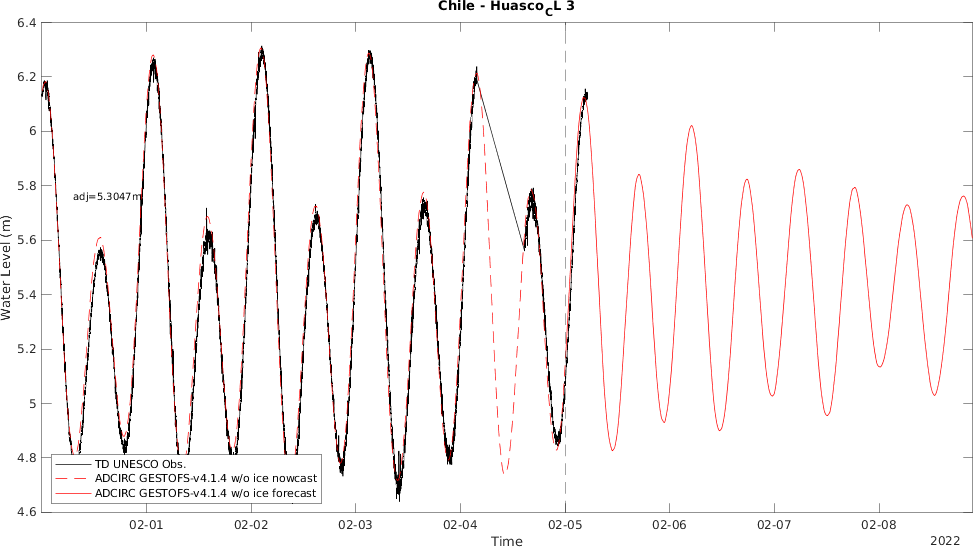 Chile - Huasco_CL 3
6.4
6.2
6
5.8
5.6
5.4
5.2
5
4.8
4.6
Water Level (m)
adj=5.3047m
TD UNESCO Obs.
ADCIRC GESTOFS-v4.1.4 w/o ice nowcast
ADCIRC GESTOFS-v4.1.4 w/o ice forecast
02-01 02-02 02-03 02-04 02-05 02-06 02-07 02-08
Time
2022